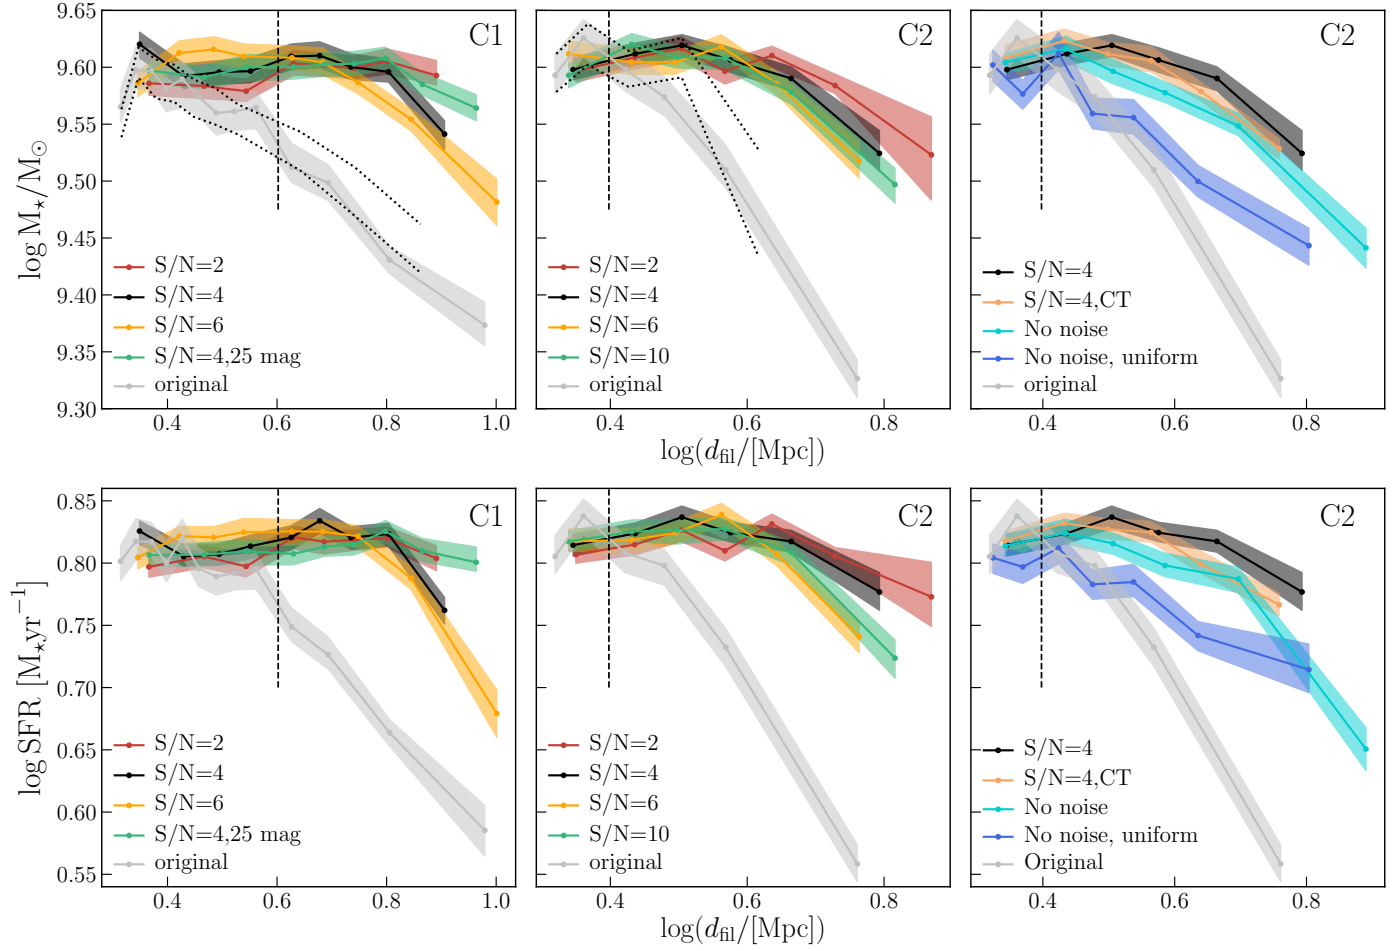 9.65
9.60
9.55
9.50
9.45
9.40
9.35
9.30
log M⋆/M⊙
C1
S/N=2
S/N=4
S/N=6
S/N=4,25 mag
original
0.4 0.6 0.8 1.0
C2
S/N=2
S/N=4
S/N=6
S/N=10
original
0.4 0.6 0.8
C2
S/N=4
S/N=4,CT
No noise
No noise, uniform
original
0.4 0.6 0.8
log(d_fil/[Mpc])
0.85
0.80
0.75
0.70
0.65
0.60
0.55
log SFR [M⋆yr⁻¹]
C1
S/N=2
S/N=4
S/N=6
S/N=4,25 mag
original
0.4 0.6 0.8 1.0
C2
S/N=2
S/N=4
S/N=6
S/N=10
original
0.4 0.6 0.8
C2
S/N=4
S/N=4,CT
No noise
No noise, uniform
Original
0.4 0.6 0.8
log(d_fil/[Mpc])